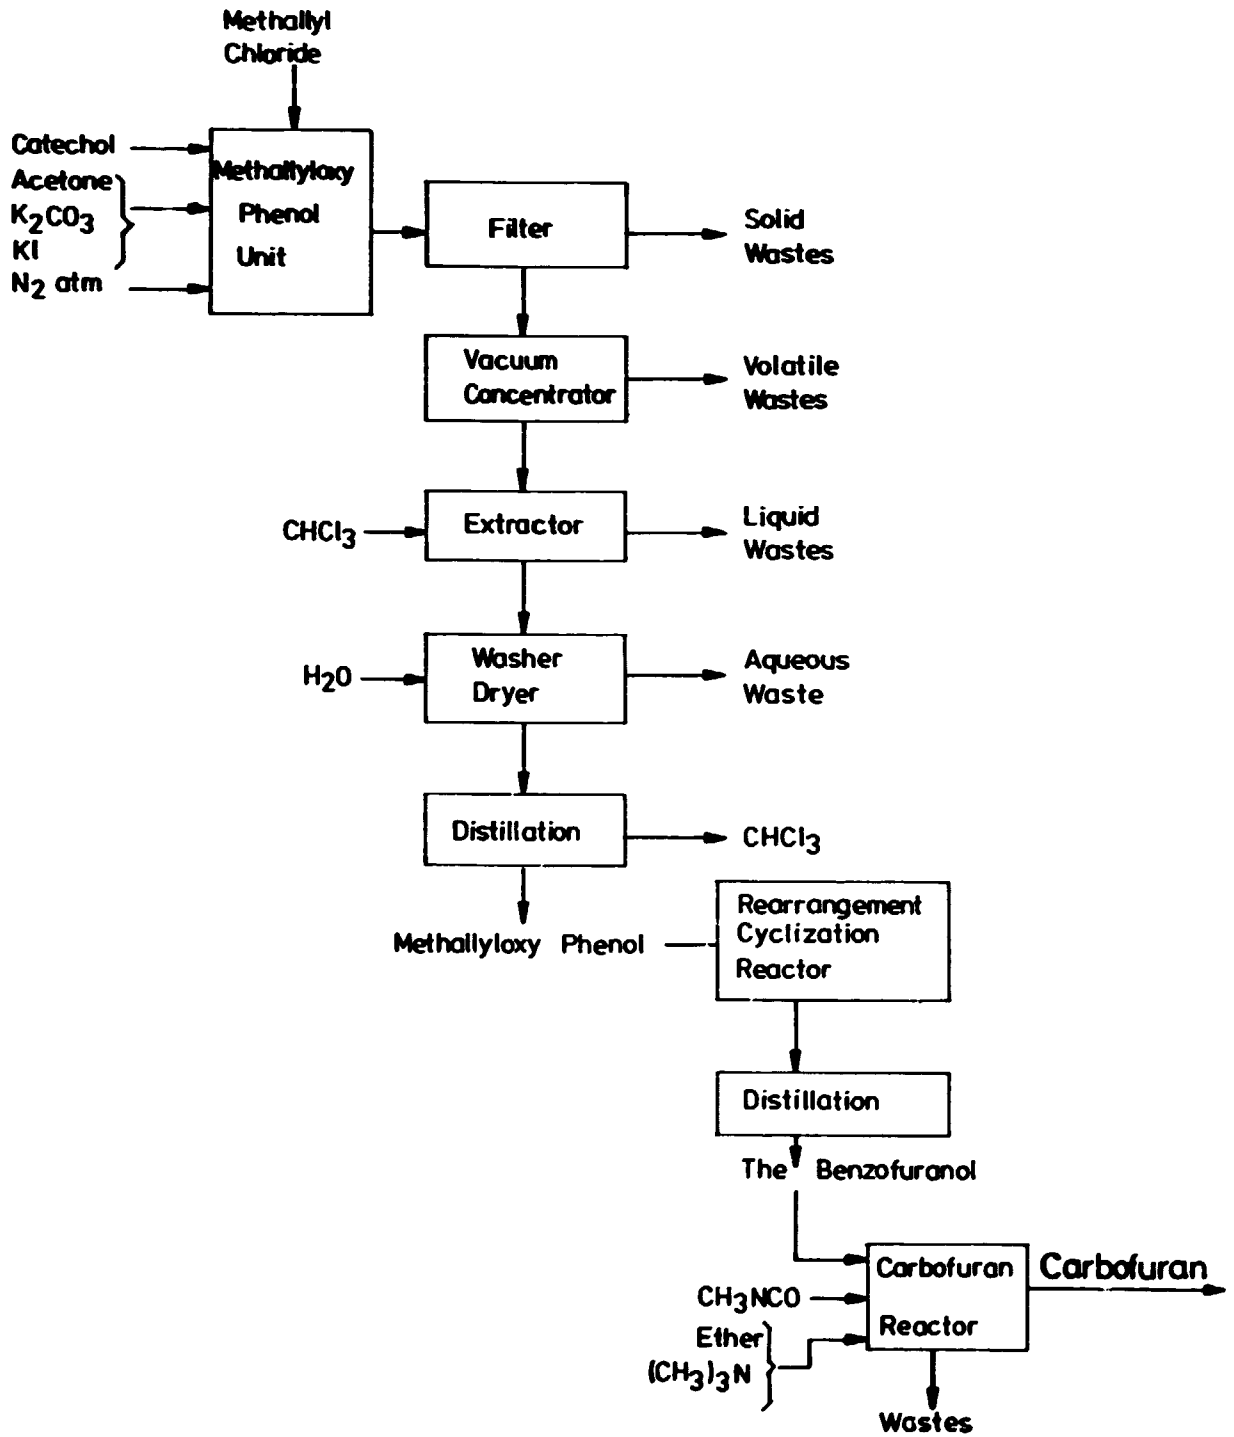 Methallyl
Chloride
Catechol
Acetone
K2CO3
KI
N2 atm
Methallyloxy
Phenol
Unit
Filter
Solid
Wastes
Vacuum
Concentrator
Volatile
Wastes
CHCl3
Extractor
Liquid
Wastes
H2O
Washer
Dryer
Aqueous
Waste
Distillation
CHCl3
Methallyloxy Phenol
Rearrangement
Cyclization
Reactor
Distillation
The Benzofuranol
CH3NCO
Ether
(CH3)3N
Carbofuran
Reactor
Carbofuran
Wastes